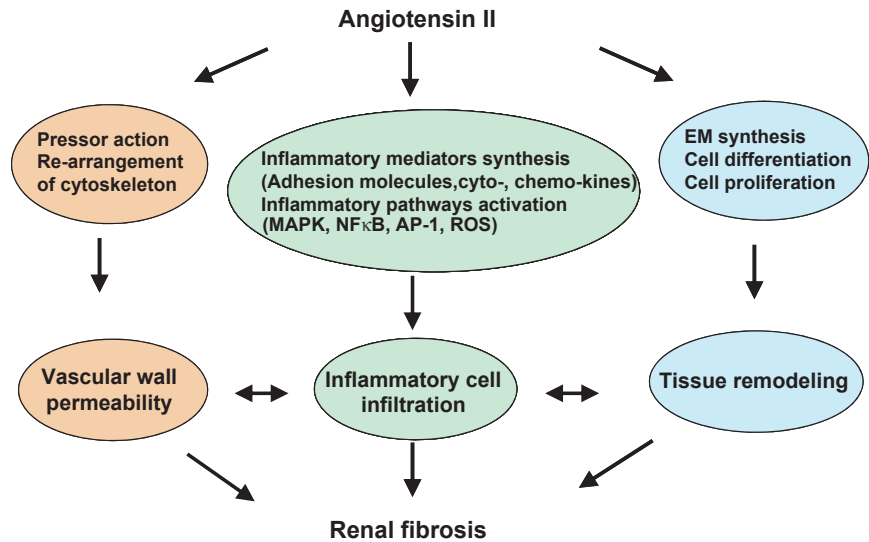 Angiotensin II
Pressor action
Re-arrangement
of cytoskeleton
Inflammatory mediators synthesis
(Adhesion molecules,cyto-, chemo-kines)
Inflammatory pathways activation
(MAPK, NFκB, AP-1, ROS)
EM synthesis
Cell differentiation
Cell proliferation
Vascular wall
permeability
Inflammatory cell
infiltration
Tissue remodeling
Renal fibrosis